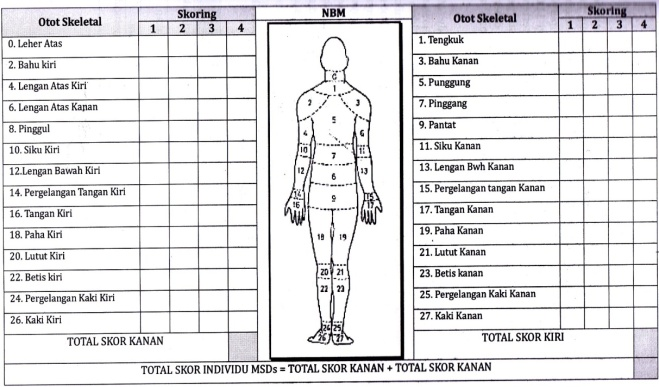 Otot Skeletal Skoring
1 2 3 4
0. Leher Atas
2. Bahu kiri
4. Lengan Atas Kiri
6. Lengan Atas Kanan
8. Pinggul
10. Siku Kiri
12.Lengan Bawah Kiri
14. Pergelangan Tangan Kiri
16. Tangan Kiri
18. Paha Kiri
20. Lutut Kiri
22. Betis kiri
24. Pergelangan Kaki Kiri
26. Kaki Kiri
TOTAL SKOR KANAN
NBM
0
1
2 3
5
4 6
10 11
7
12 13
8
14 9 15
16 17
18 19
20 21
22 23
24 25
26 27
Otot Skeletal Skoring
1 2 3 4
1. Tengkuk
3. Bahu Kanan
5. Punggung
7. Pinggang
9. Pantat
11. Siku Kanan
13. Lengan Bwh Kanan
15. Pergelangan tangan Kanan
17. Tangan Kanan
19. Paha Kanan
21. Lutut Kanan
23. Betis kanan
25. Pergelangan Kaki Kanan
27. Kaki Kanan
TOTAL SKOR KIRI
TOTAL SKOR INDIVIDU MSDs = TOTAL SKOR KANAN + TOTAL SKOR KANAN